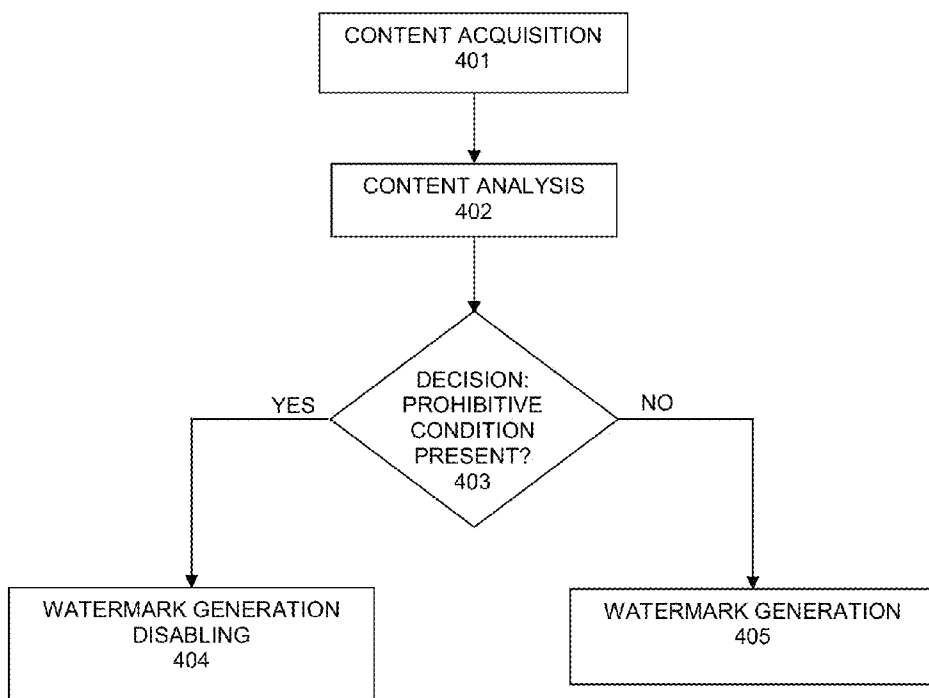 CONTENT ACQUISITION
401
CONTENT ANALYSIS
402
DECISION:
PROHIBITIVE
CONDITION
PRESENT?
403
YES
NO
WATERMARK GENERATION
DISABLING
404
WATERMARK GENERATION
405